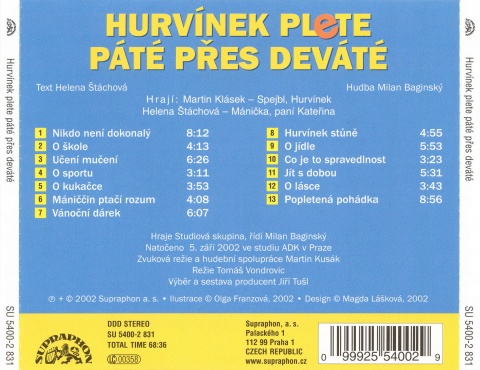 HURVÍNEK PLeTE
PÁTÉ PŘES DEVÁTÉ
Text Helena Štáchová
Hudba Milan Baginský
Hrají: Martin Klásek – Spejbl, Hurvínek
Helena Štáchová – Mánička, paní Kateřina
1 Nikdo není dokonalý 8:12
2 O škole 4:13
3 Učení mučení 6:26
4 O sportu 3:11
5 O kukačce 3:53
6 Mániččin ptačí rozum 4:08
7 Vánoční dáreček 6:07
8 Hurvínek stůně 4:55
9 O jídle 5:53
10 Co je to spravedlnost 3:23
11 Jít s dobou 5:31
12 O lásce 3:43
13 Popletená pohádka 8:56
Hraje Studiová skupina, řídí Milan Baginský
Natočeno 5. září 2002 ve studiu ADK v Praze
Zvuková režie a hudební spolupráce Martin Kusák
Režie Tomáš Vondrovic
Výběr a sestava producent Jiří Tušl
℗ + © 2002 Supraphon a. s. • Ilustrace © Olga Franzová, 2002 • Design © Magda Lášková, 2002
SUPRAPHON
DDD STEREO
SU 5400-2 831
TOTAL TIME 68:36
LC 00358
Supraphon, a. s.
Palackého 1
112 99 Praha 1
CZECH REPUBLIC
0 99925 54002 9
Hurvínek plete páté přes deváté
SU 5400-2 831
Hurvínek plete páté přes deváté
SU 5400-2 831